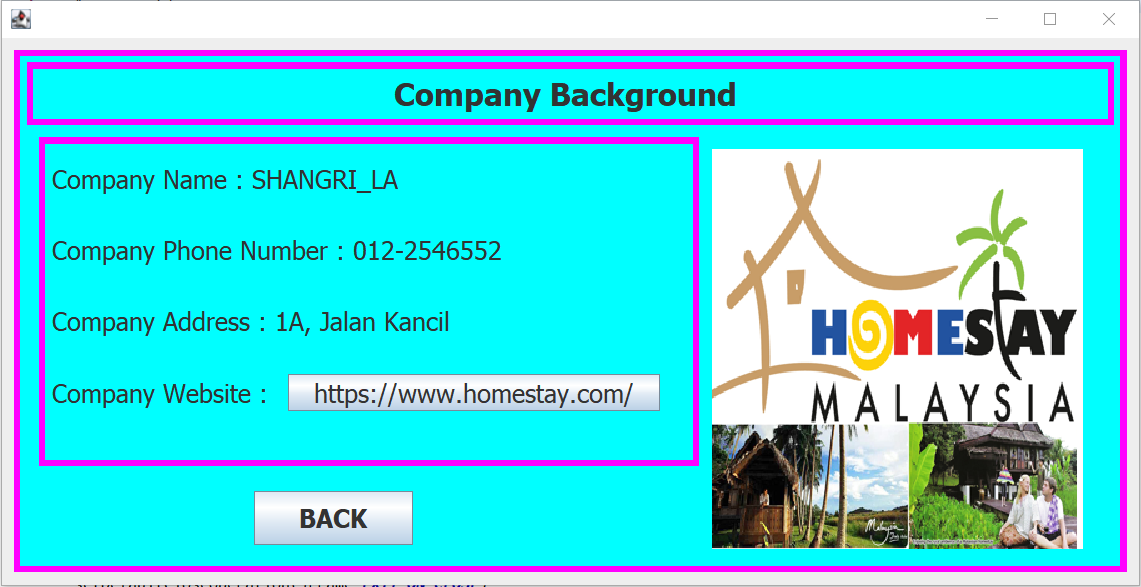 Company Background
Company Name : SHANGRI_LA
Company Phone Number : 012-2546552
Company Address : 1A, Jalan Kancil
Company Website :
https://www.homestay.com/
BACK
HOMESTAY
MALAYSIA
Malaysia